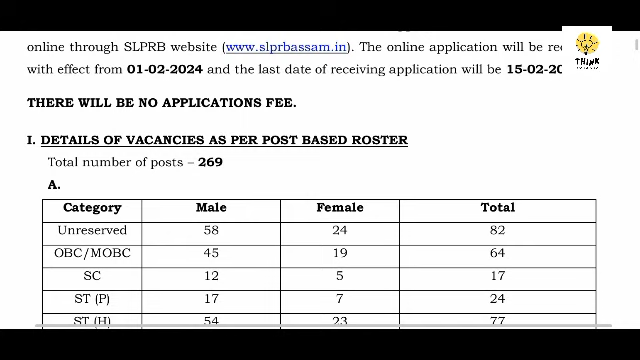 online through SLPRB website (www.slprbassam.in). The online application will be
with effect from 01-02-2024 and the last date of receiving application will be 15-02-
THERE WILL BE NO APPLICATIONS FEE.
I. DETAILS OF VACANCIES AS PER POST BASED ROSTER
Total number of posts – 269
A.
Category Male Female Total
Unreserved 58 24 82
OBC/MOBC 45 19 64
SC 12 5 17
ST (P) 17 7 24
ST (H) 54 23 77
THINK